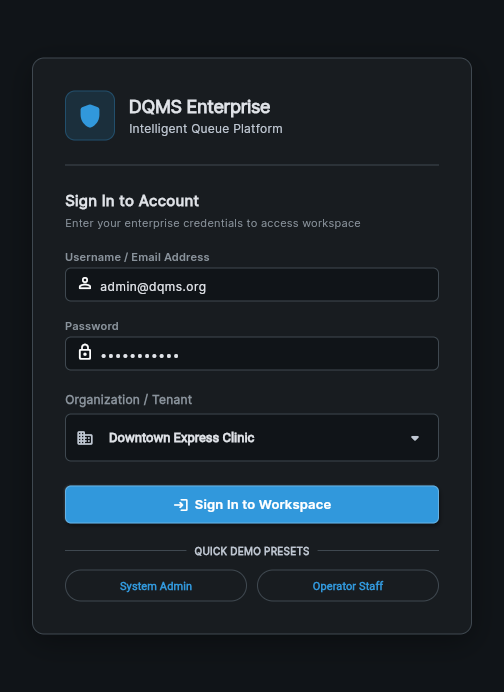 DQMS Enterprise
Intelligent Queue Platform
Sign In to Account
Enter your enterprise credentials to access workspace
Username / Email Address
admin@dqms.org
Password
•••••••••••
Organization / Tenant
Downtown Express Clinic
Sign In to Workspace
QUICK DEMO PRESETS
System Admin
Operator Staff